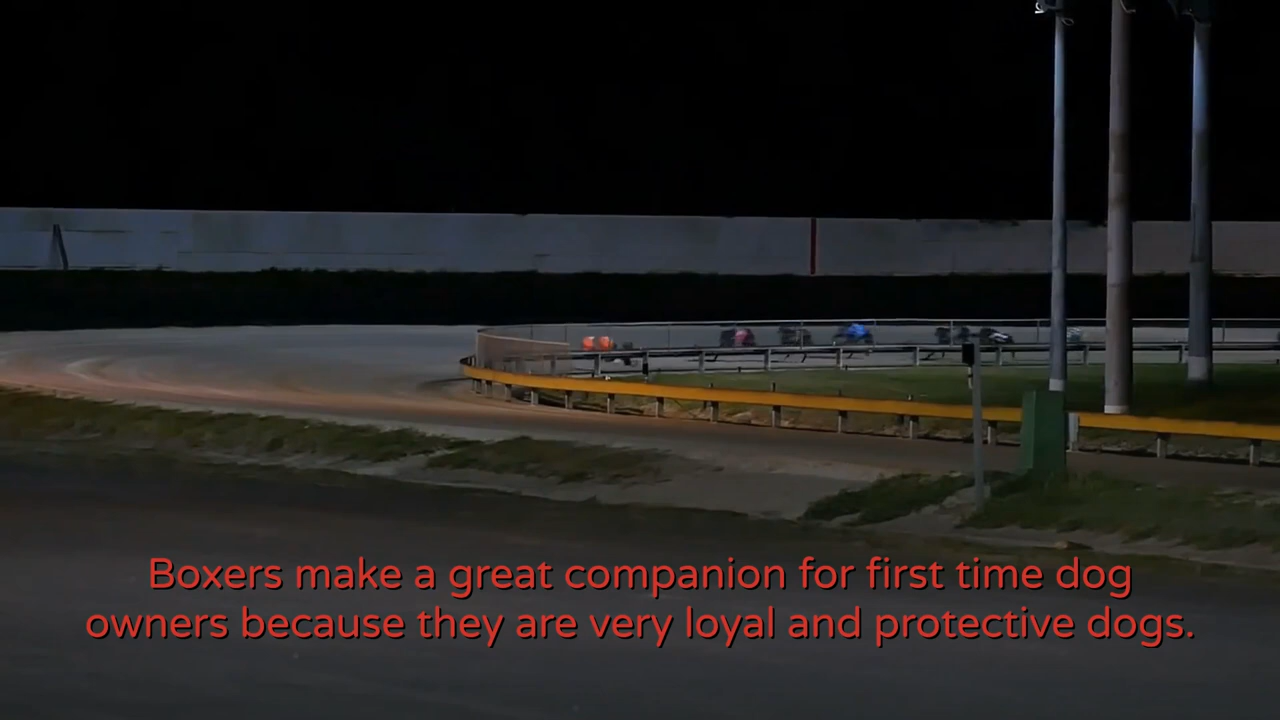 Boxers make a great companion for first time dog
owners because they are very loyal and protective dogs.